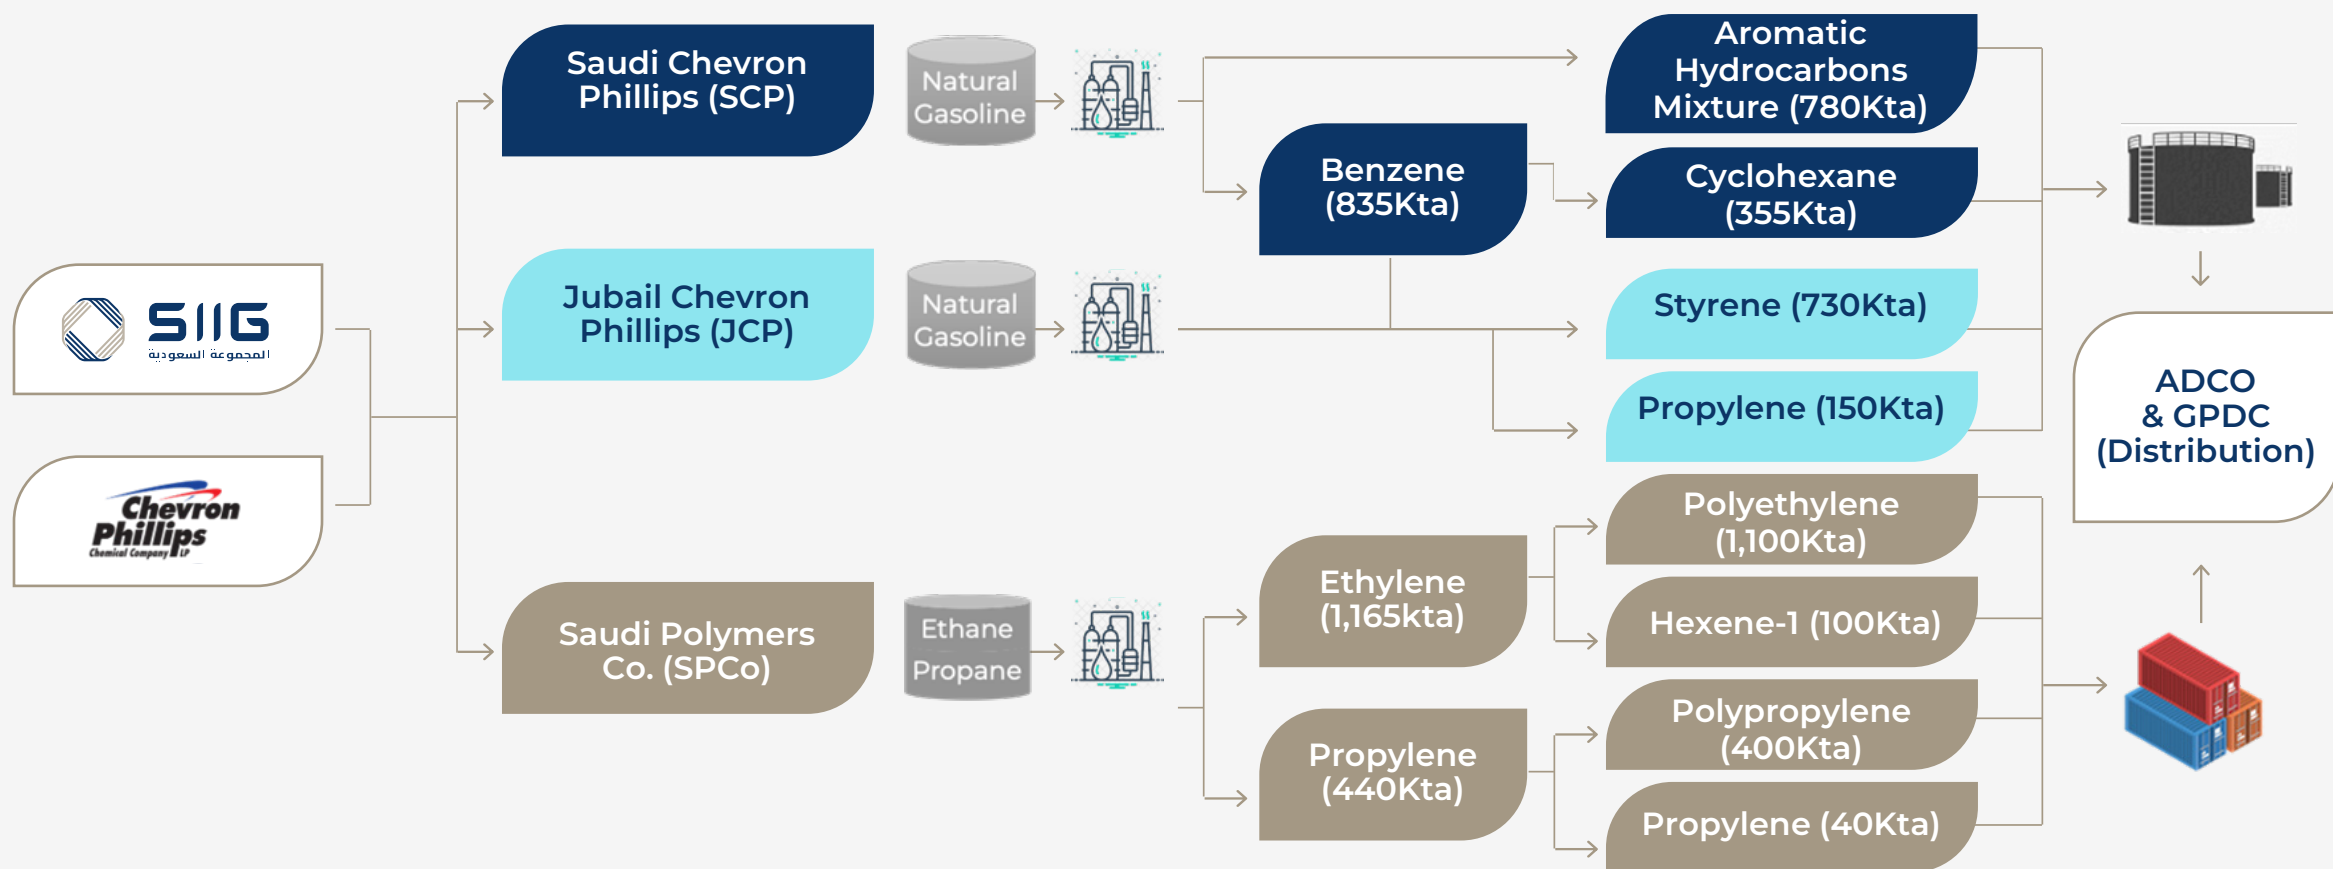 SIIG
المجموعة السعودية
Chevron
Phillips
Chemical Company LP
Saudi Chevron
Phillips (SCP)
Jubail Chevron
Phillips (JCP)
Saudi Polymers
Co. (SPCo)
Natural
Gasoline
Natural
Gasoline
Ethane
Propane
Benzene
(835Kta)
Ethylene
(1,165kta)
Propylene
(440Kta)
Aromatic
Hydrocarbons
Mixture (780Kta)
Cyclohexane
(355Kta)
Styrene (730Kta)
Propylene (150Kta)
Polyethylene
(1,100Kta)
Hexene-1 (100Kta)
Polypropylene
(400Kta)
Propylene (40Kta)
ADCO
& GPDC
(Distribution)